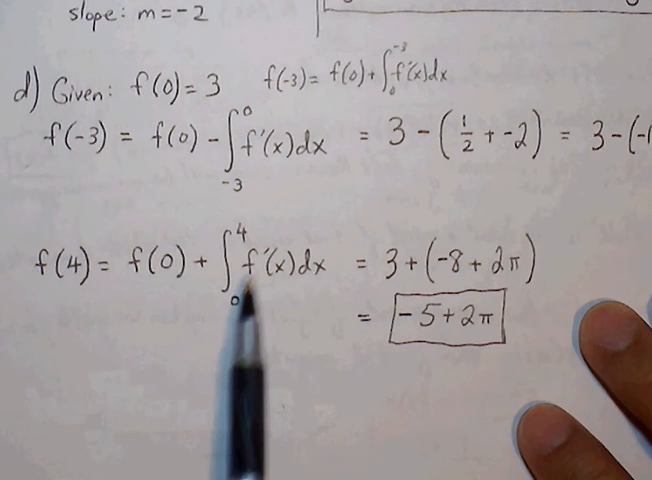 slope: m = -2
d) Given: f(0) = 3 f(-3) = f(0) + ∫₀⁻³ f'(x)dx
f(-3) = f(0) - ∫₋₃⁰ f'(x)dx = 3 - (1/2 + -2) = 3 - (-1
f(4) = f(0) + ∫₀⁴ f'(x)dx = 3 + (-8 + 2π)
= -5 + 2π